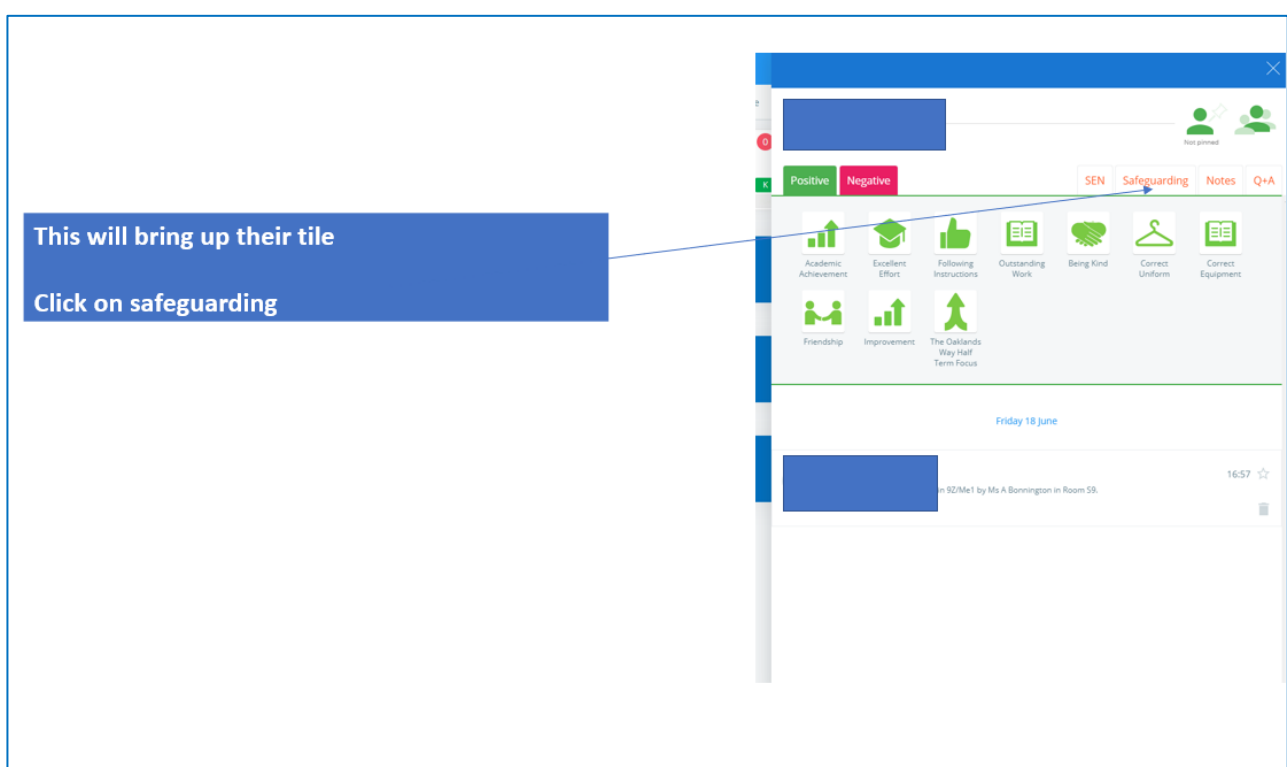 This will bring up their tile
Click on safeguarding
e
0
Not pinned
K
Positive Negative SEN Safeguarding Notes Q+A
Academic Achievement
Excellent Effort
Following Instructions
Outstanding Work
Being Kind
Correct Uniform
Correct Equipment
Friendship
Improvement
The Oaklands Way Half Term Focus
Friday 18 June
16:57
in 9Z/Me1 by Ms A Bonnington in Room S9.